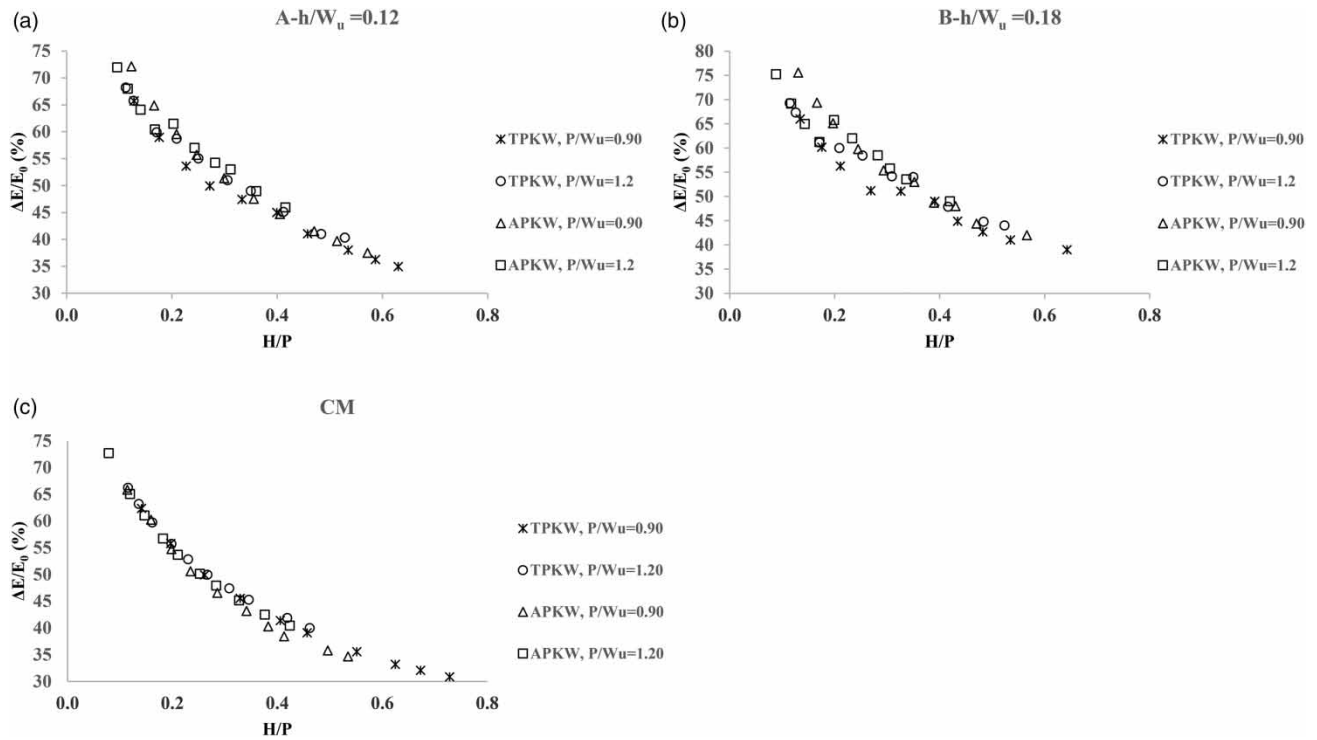 (a)
A-h/Wu =0.12
75
70
65
60
55
50
45
40
35
30
ΔE/E0 (%)
0.0 0.2 0.4 0.6 0.8
H/P
TPKW, P/Wu=0.90
TPKW, P/Wu=1.2
APKW, P/Wu=0.90
APKW, P/Wu=1.2
(b)
B-h/Wu =0.18
80
75
70
65
60
55
50
45
40
35
30
ΔE/E0 (%)
0.0 0.2 0.4 0.6 0.8
H/P
TPKW, P/Wu=0.90
TPKW, P/Wu=1.2
APKW, P/Wu=0.90
APKW, P/Wu=1.2
(c)
CM
75
70
65
60
55
50
45
40
35
30
ΔE/E0 (%)
0.0 0.2 0.4 0.6 0.8
H/P
TPKW, P/Wu=0.90
TPKW, P/Wu=1.20
APKW, P/Wu=0.90
APKW, P/Wu=1.20